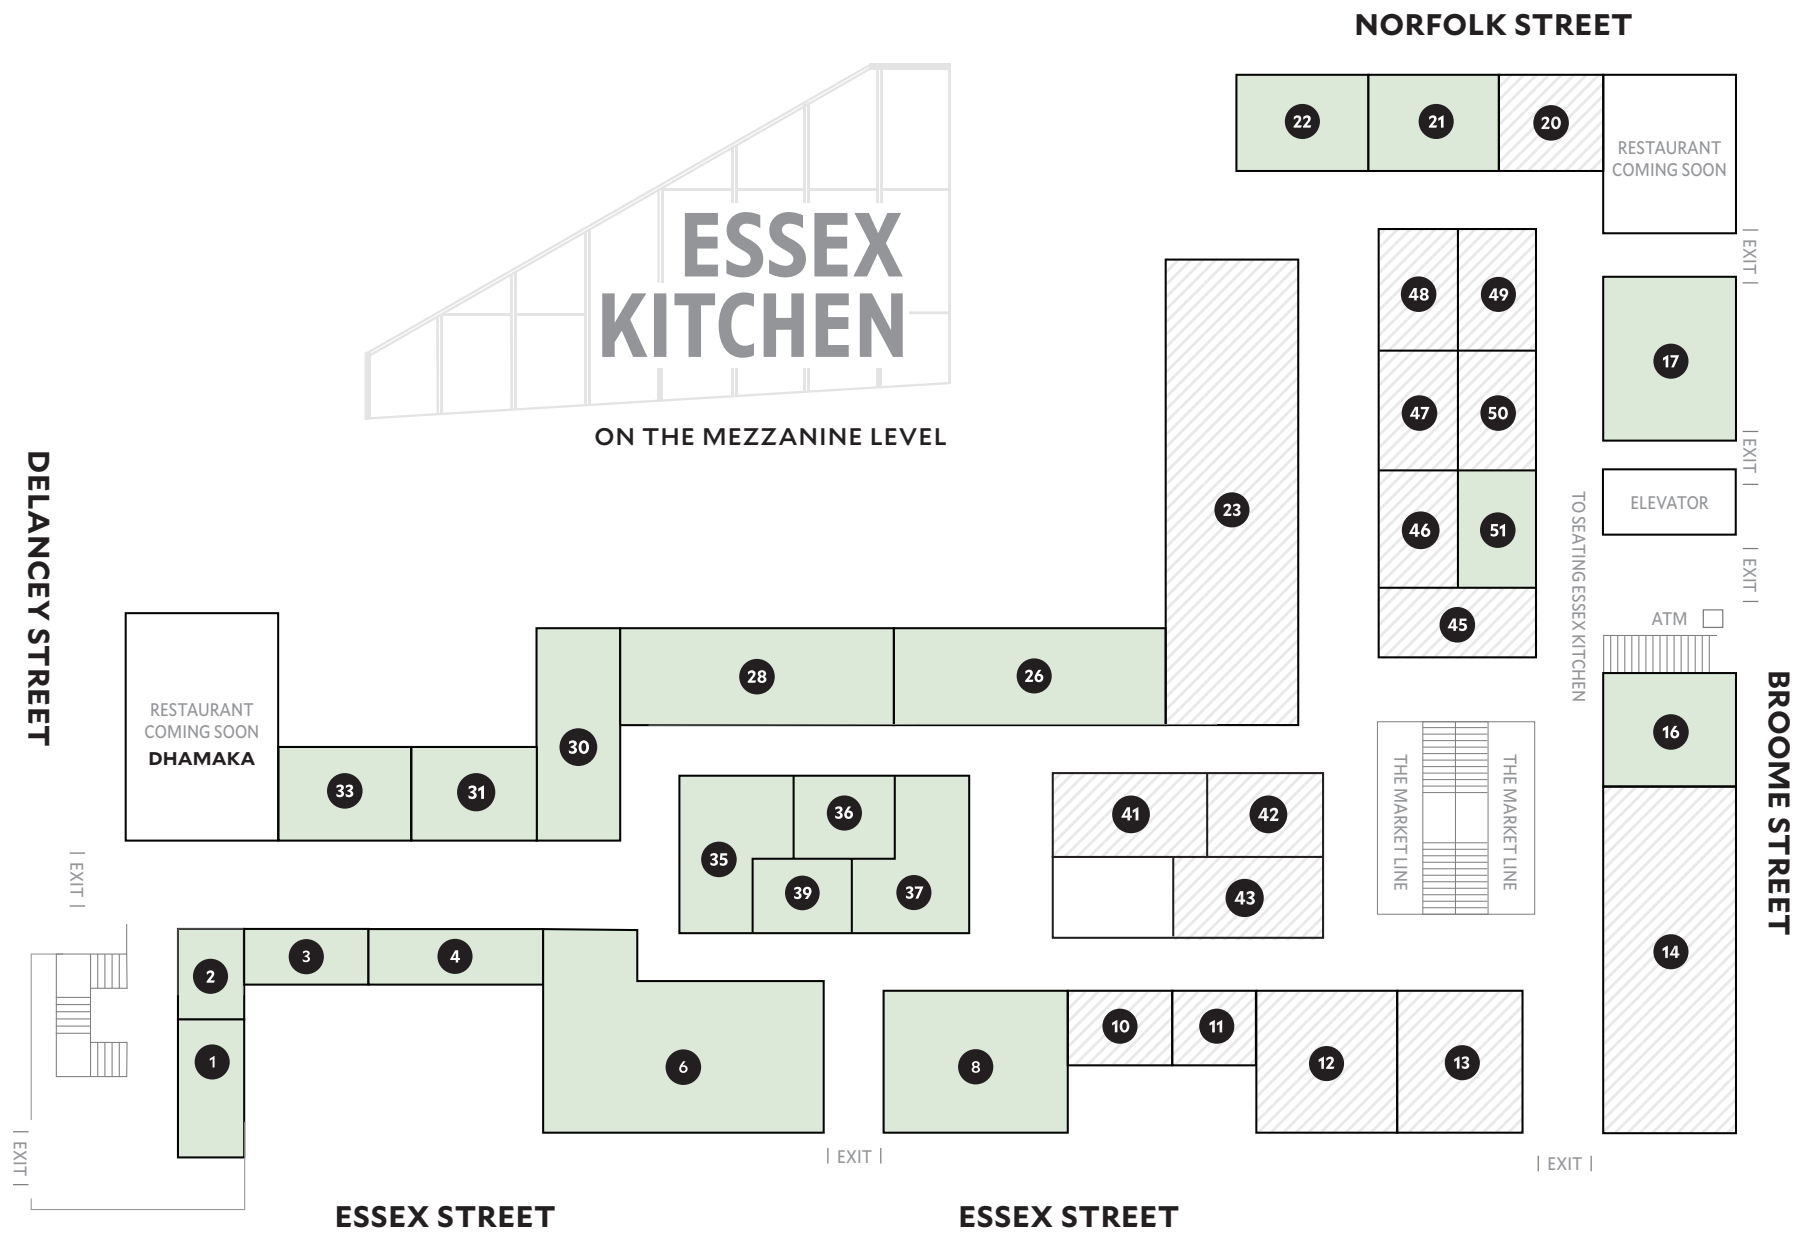 NORFOLK STREET
22
21
20
RESTAURANT
COMING SOON
ESSEX
KITCHEN
ON THE MEZZANINE LEVEL
EXIT
48
49
17
47
50
EXIT
ELEVATOR
23
46
51
TO SEATING ESSEX KITCHEN
EXIT
ATM
45
DELANCEY STREET
RESTAURANT
COMING SOON
DHAMAKA
33
31
30
28
26
16
BROOME STREET
THE MARKET LINE
THE MARKET LINE
36
35
39
37
41
42
43
14
EXIT
2
3
4
1
6
8
10
11
12
13
EXIT
EXIT
EXIT
ESSEX STREET
ESSEX STREET